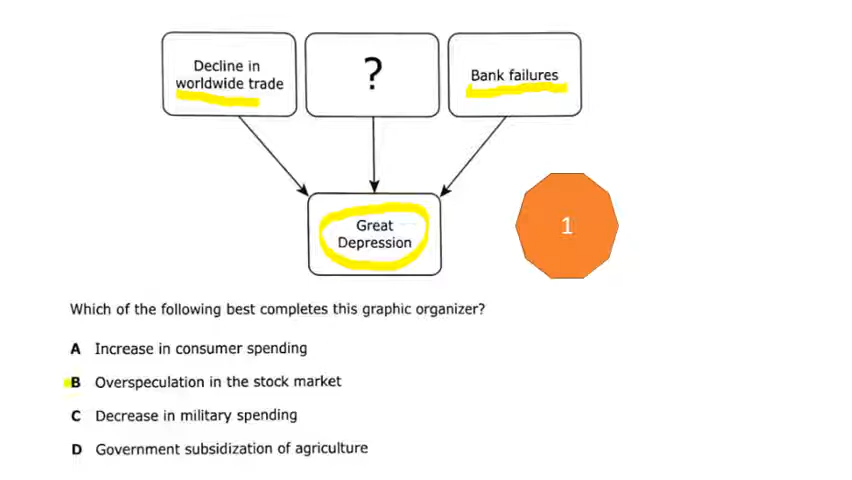 Decline in
worldwide trade
?
Bank failures
Great
Depression
1
Which of the following best completes this graphic organizer?
A Increase in consumer spending
B Overspeculation in the stock market
C Decrease in military spending
D Government subsidization of agriculture